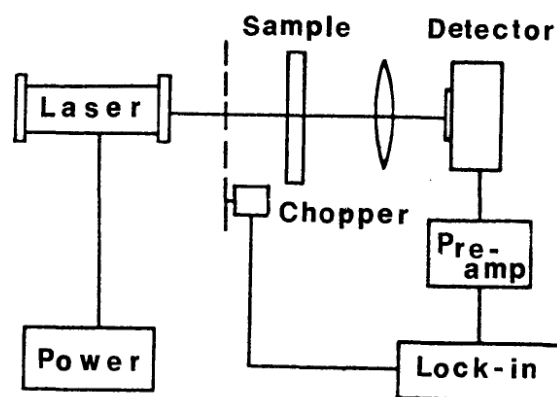 Sample
Detector
Laser
Chopper
Pre-
amp
Power
Lock-in